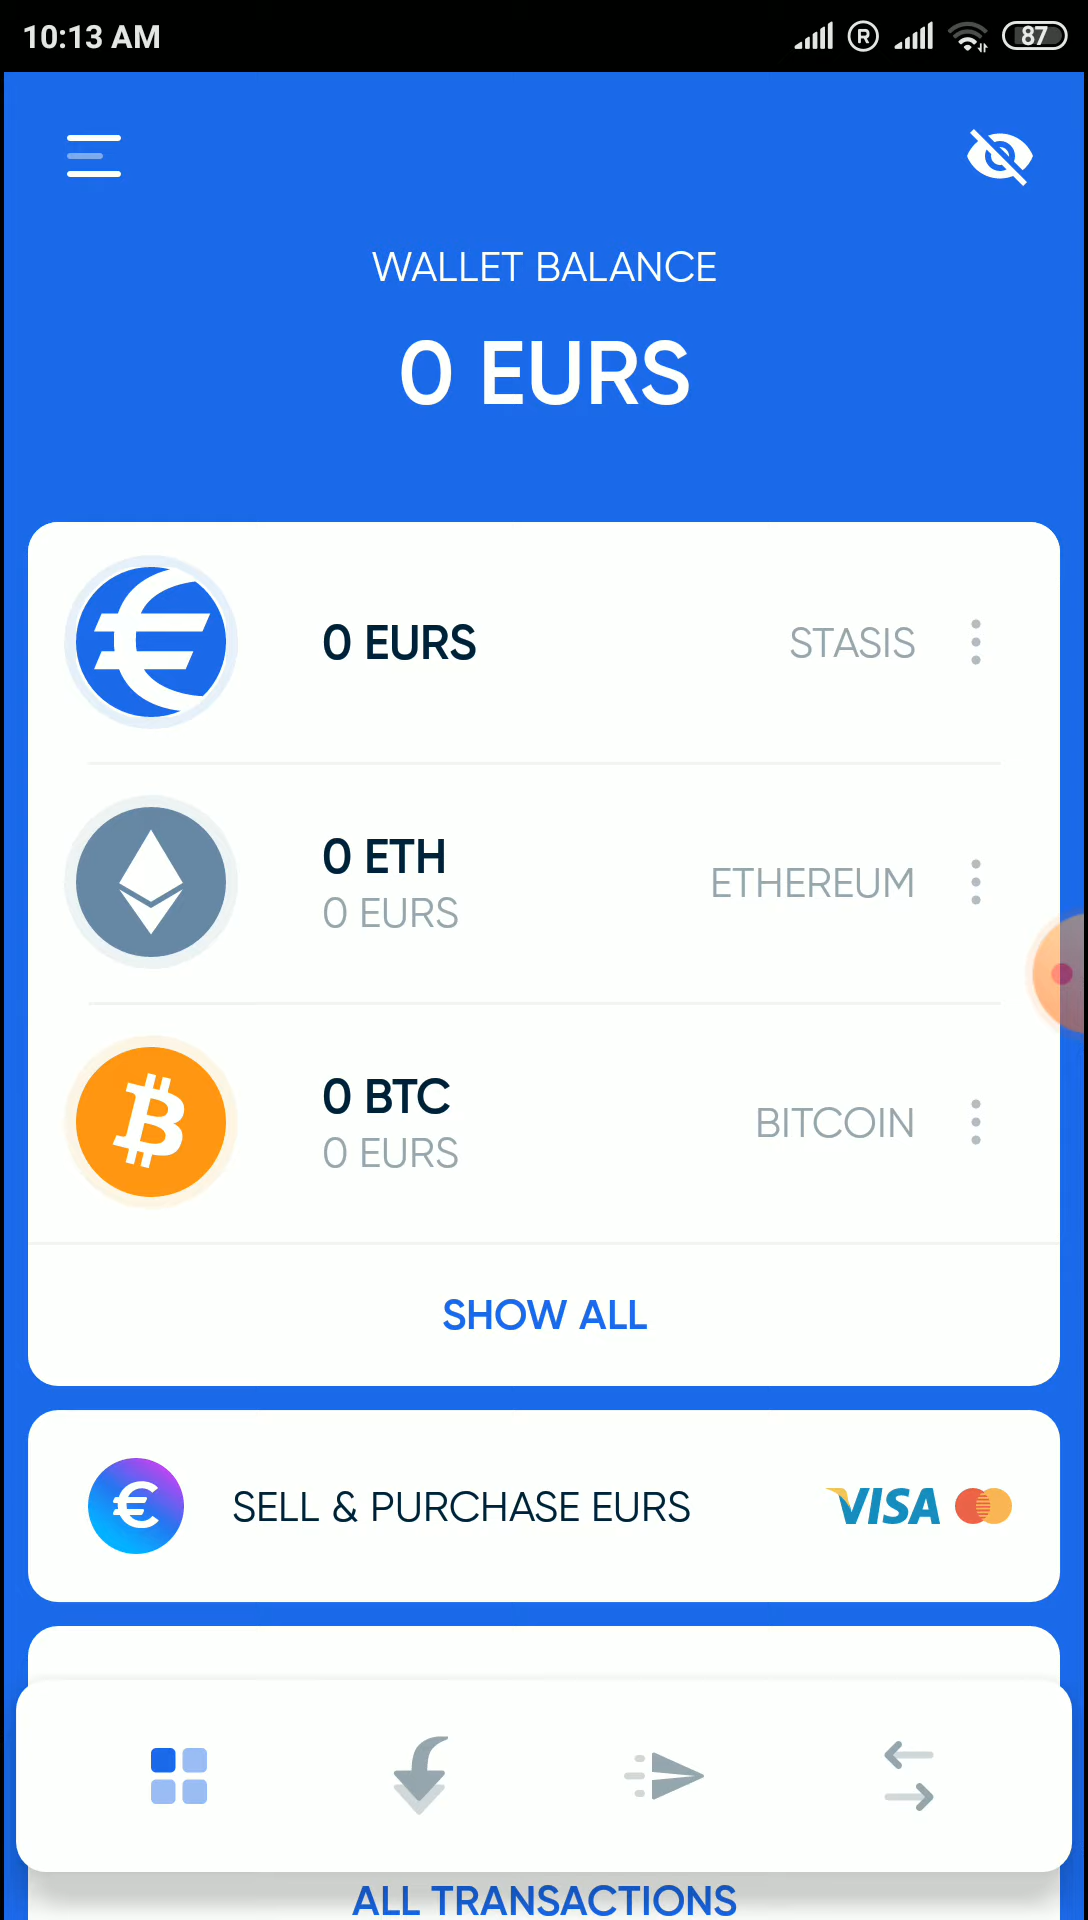 10:13 AM
R
87
WALLET BALANCE
0 EURS
0 EURS
STASIS
0 ETH
0 EURS
ETHEREUM
0 BTC
0 EURS
BITCOIN
SHOW ALL
SELL & PURCHASE EURS
VISA
ALL TRANSACTIONS